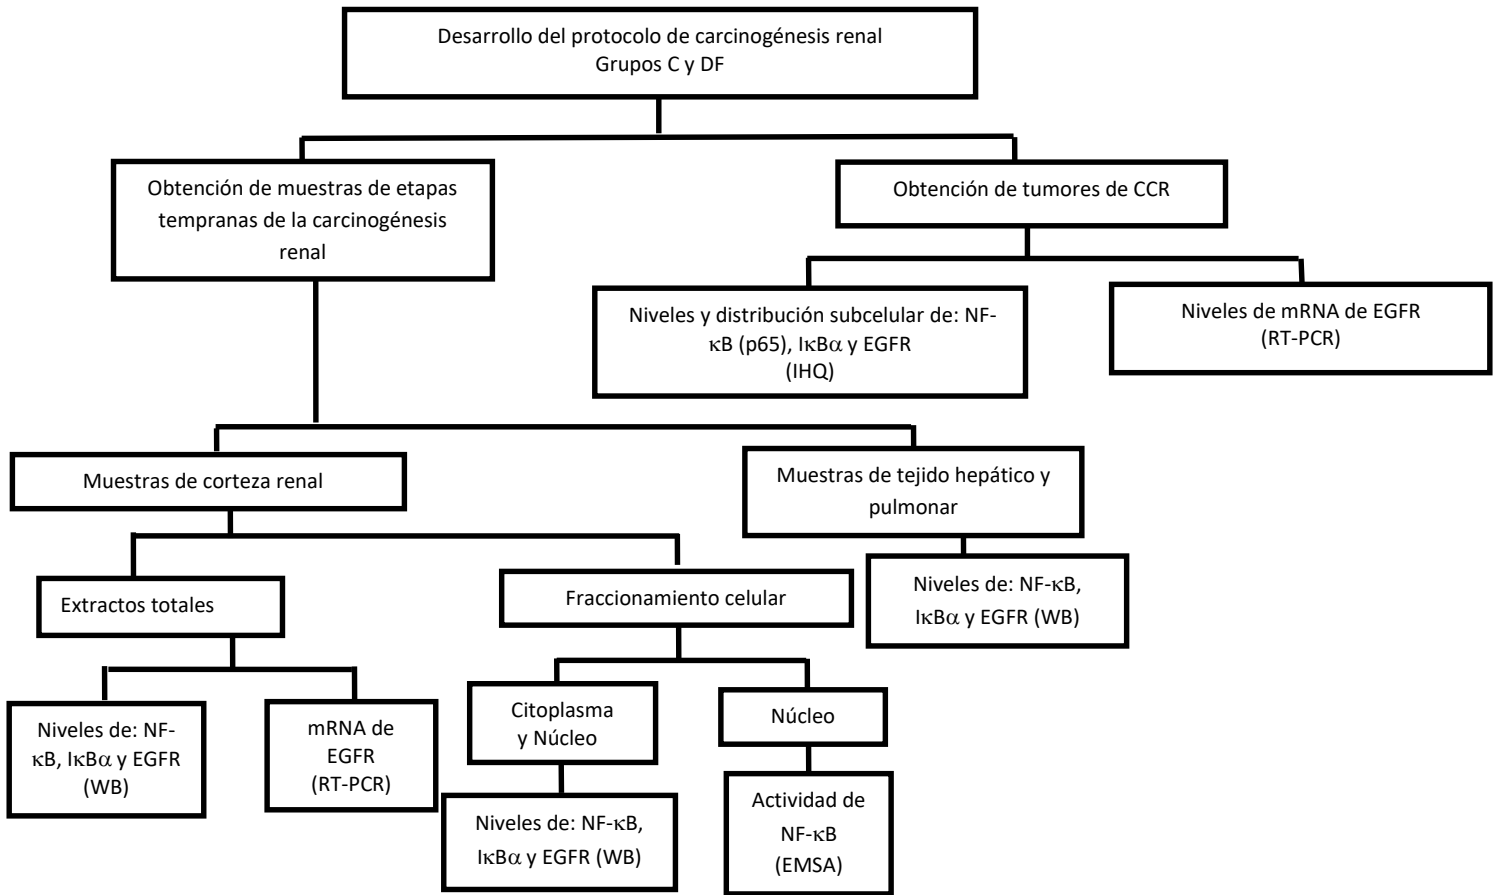 Desarrollo del protocolo de carcinogénesis renal
Grupos C y DF
Obtención de muestras de etapas
tempranas de la carcinogénesis
renal
Obtención de tumores de CCR
Niveles y distribución subcelular de: NF-
κB (p65), IκBα y EGFR
(IHQ)
Niveles de mRNA de EGFR
(RT-PCR)
Muestras de corteza renal
Muestras de tejido hepático y
pulmonar
Extractos totales
Fraccionamiento celular
Niveles de: NF-κB,
IκBα y EGFR (WB)
Niveles de: NF-
κB, IκBα y EGFR
(WB)
mRNA de
EGFR
(RT-PCR)
Citoplasma
y Núcleo
Núcleo
Niveles de: NF-κB,
IκBα y EGFR (WB)
Actividad de
NF-κB
(EMSA)